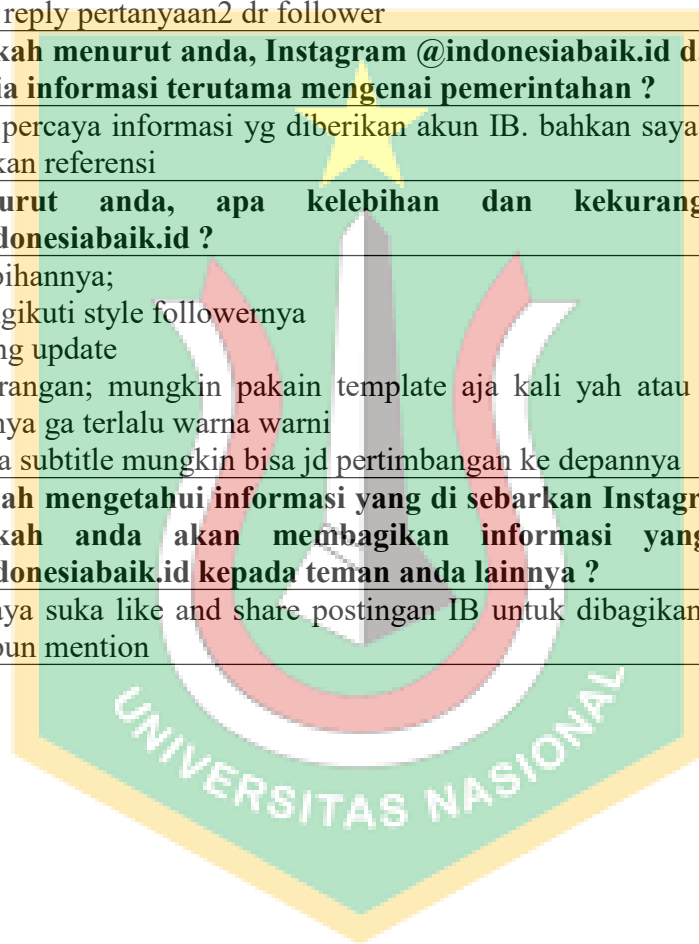 reply pertanyaan2 dr follower
kah menurut anda, Instagram @indonesiabaik.id d
ia informasi terutama mengenai pemerintahan ?
percaya informasi yg diberikan akun IB. bahkan saya
kan referensi
urut anda, apa kelebihan dan kekurang
donesiabaik.id ?
bihannya;
gikuti style followernya
ng update
rangan; mungkin pakain template aja kali yah atau
nya ga terlalu warna warni
a subtitle mungkin bisa jd pertimbangan ke depannya
ah mengetahui informasi yang di sebarkan Instagr
kah anda akan membagikan informasi yang
donesiabaik.id kepada teman anda lainnya ?
aya suka like and share postingan IB untuk dibagikan
pun mention
UNIVERSITAS NASIONAL